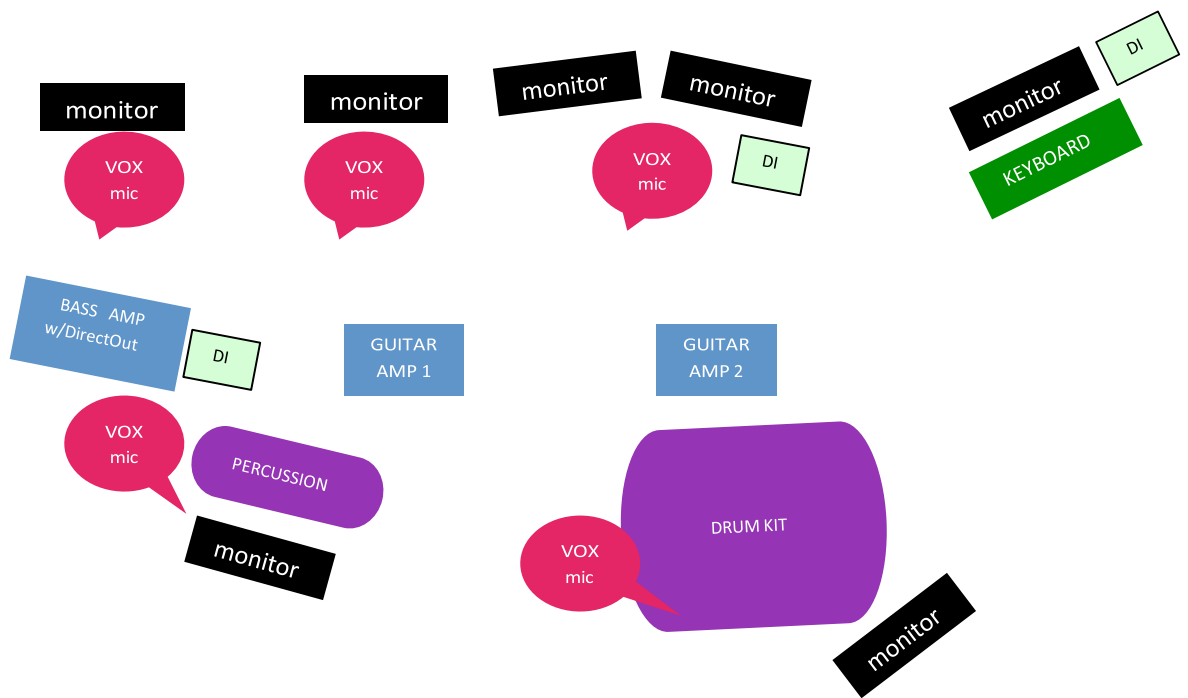 monitor
VOX
mic
monitor
VOX
mic
monitor
monitor
VOX
mic
DI
monitor
DI
KEYBOARD
BASS AMP
w/DirectOut
DI
GUITAR
AMP 1
GUITAR
AMP 2
VOX
mic
PERCUSSION
monitor
VOX
mic
DRUM KIT
monitor